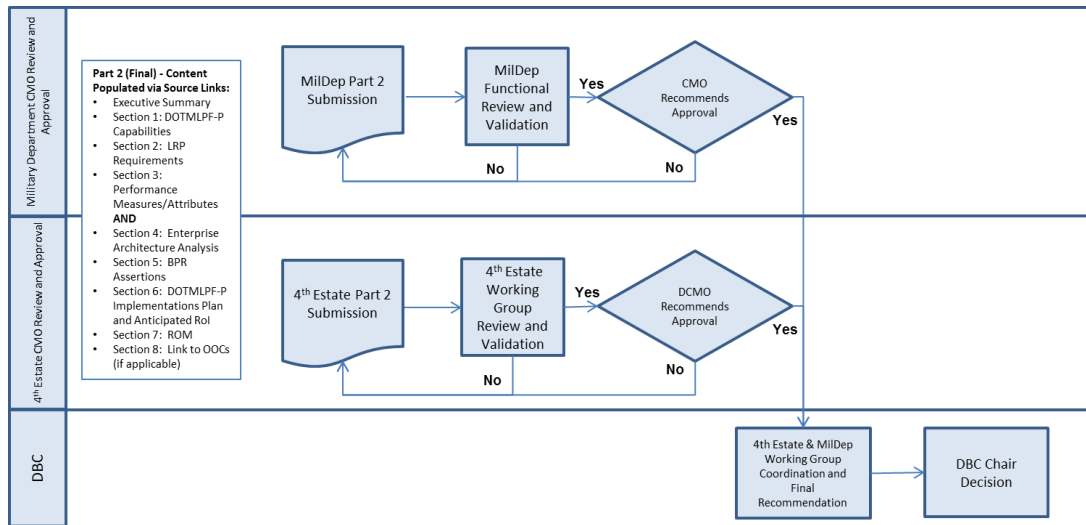 Military Department CMO Review and
Approval
Part 2 (Final) - Content
Populated via Source Links:
• Executive Summary
• Section 1: DOTMLPF-P
Capabilities
• Section 2: LRP
Requirements
• Section 3:
Performance
Measures/Attributes
AND
• Section 4: Enterprise
Architecture Analysis
• Section 5: BPR
Assertions
• Section 6: DOTMLPF-P
Implementations Plan
and Anticipated RoI
• Section 7: ROM
• Section 8: Link to OOCs
(if applicable)
MilDep Part 2
Submission
MilDep
Functional
Review and
Validation
Yes
CMO
Recommends
Approval
Yes
No
No
4th Estate CMO Review and Approval
4th Estate Part 2
Submission
4th Estate
Working
Group
Review and
Validation
Yes
DCMO
Recommends
Approval
Yes
No
No
DBC
4th Estate & MilDep
Working Group
Coordination and
Final
Recommendation
DBC Chair
Decision